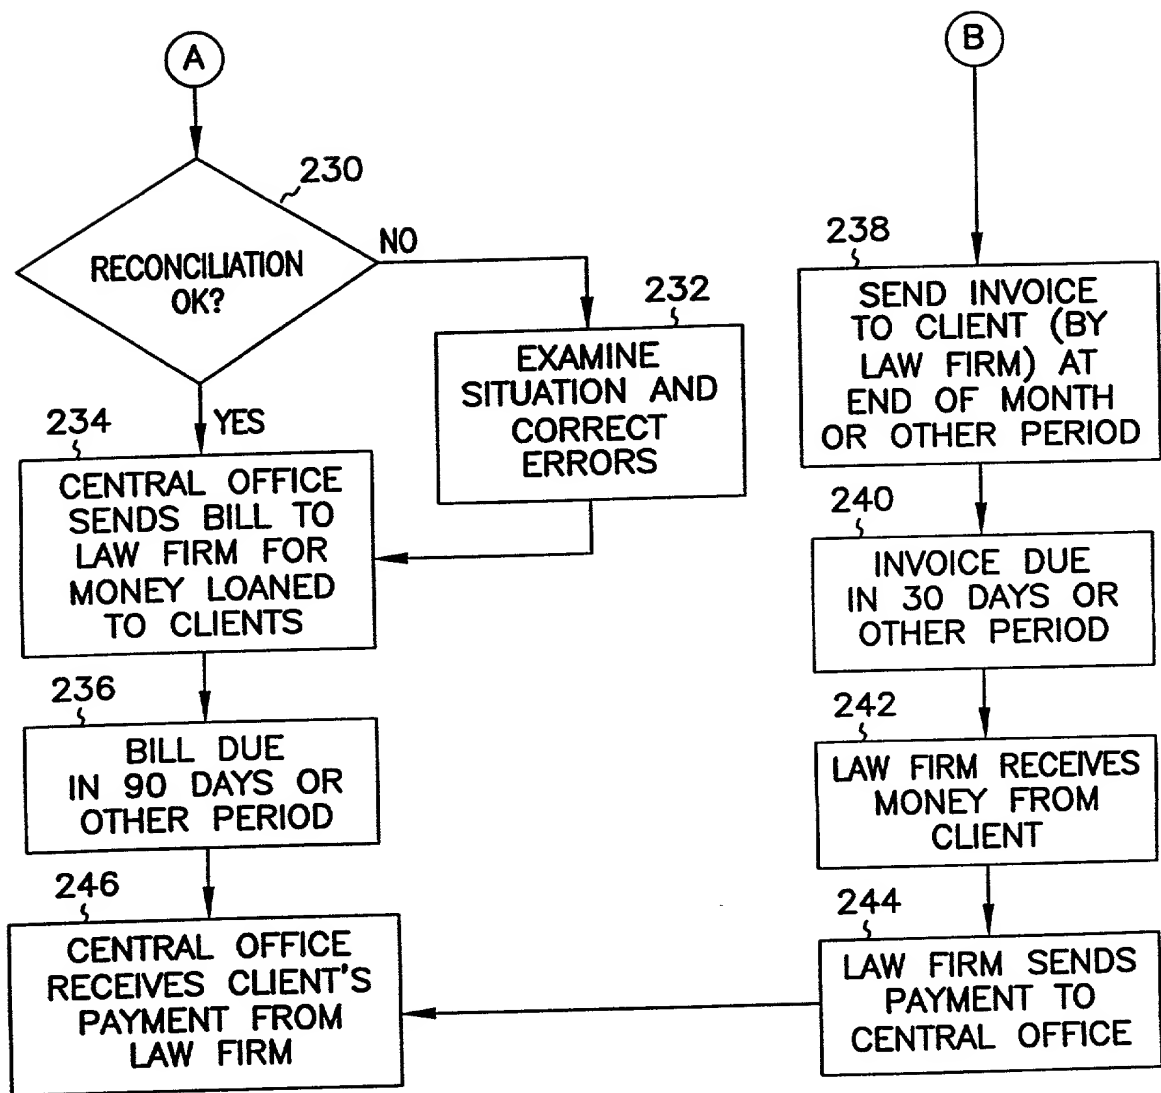 A
230
RECONCILIATION
OK?
NO
YES
232
EXAMINE
SITUATION AND
CORRECT
ERRORS
234
CENTRAL OFFICE
SENDS BILL TO
LAW FIRM FOR
MONEY LOANED
TO CLIENTS
236
BILL DUE
IN 90 DAYS OR
OTHER PERIOD
246
CENTRAL OFFICE
RECEIVES CLIENT'S
PAYMENT FROM
LAW FIRM
B
238
SEND INVOICE
TO CLIENT (BY
LAW FIRM) AT
END OF MONTH
OR OTHER PERIOD
240
INVOICE DUE
IN 30 DAYS OR
OTHER PERIOD
242
LAW FIRM RECEIVES
MONEY FROM
CLIENT
244
LAW FIRM SENDS
PAYMENT TO
CENTRAL OFFICE